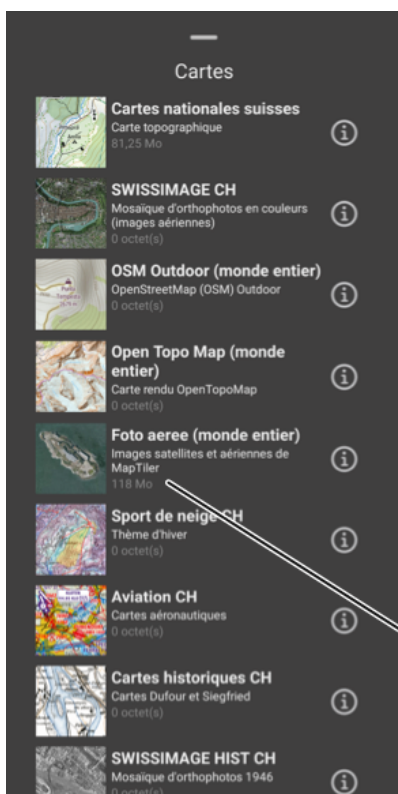 Cartes
Cartes nationales suisses
Carte topographique
81,25 Mo
SWISSIMAGE CH
Mosaïque d'orthophotos en couleurs
(images aériennes)
0 octet(s)
OSM Outdoor (monde entier)
OpenStreetMap (OSM) Outdoor
0 octet(s)
Open Topo Map (monde
entier)
Carte rendu OpenTopoMap
0 octet(s)
Foto aeree (monde entier)
Images satellites et aériennes de
MapTiler
118 Mo
Sport de neige CH
Thème d'hiver
0 octet(s)
Aviation CH
Cartes aéronautiques
0 octet(s)
Cartes historiques CH
Cartes Dufour et Siegfried
0 octet(s)
SWISSIMAGE HIST CH
Mosaïque d'orthophotos 1946
0 octet(s)